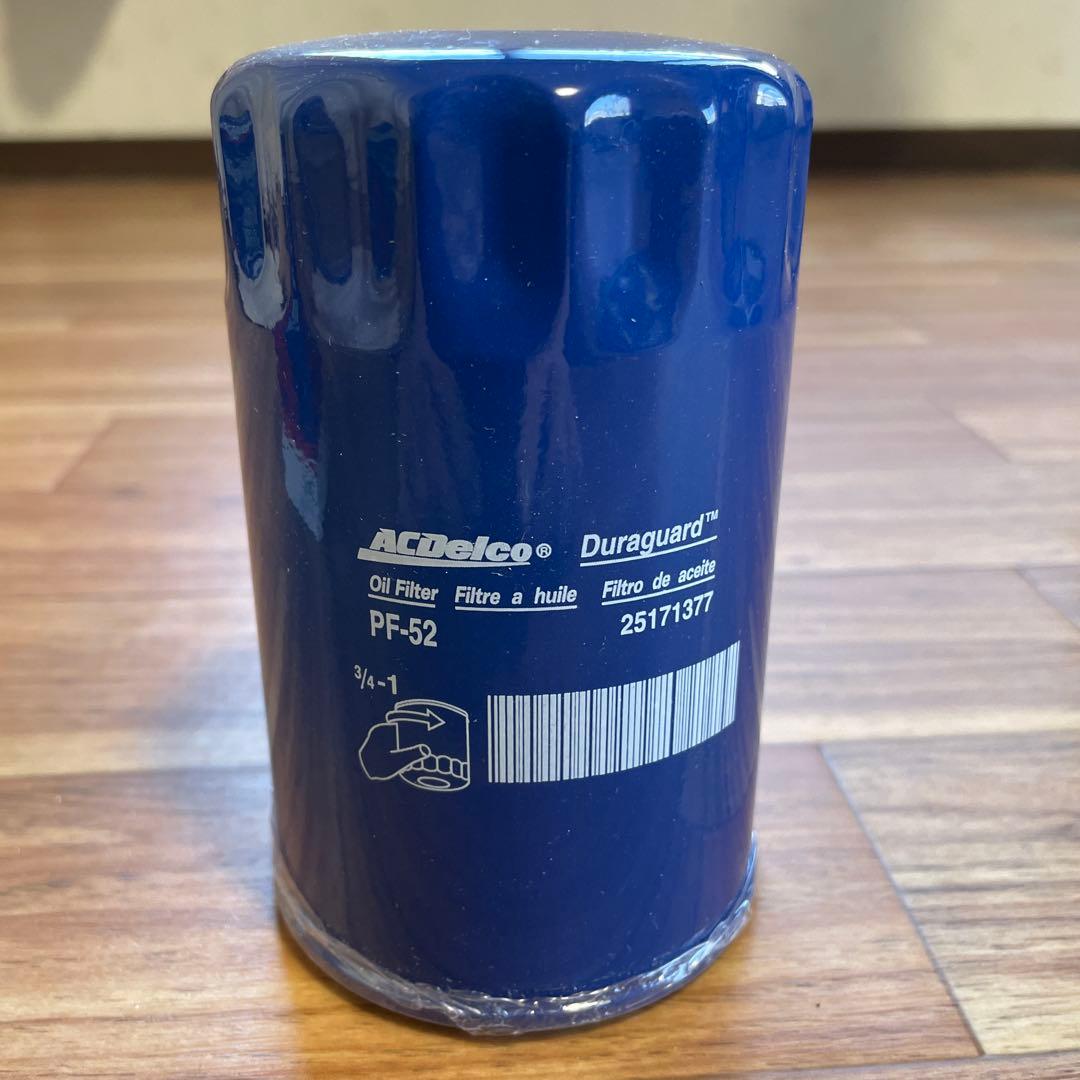 ACDelco® Duraguard™
Oil Filter Filtre a huile Filtro de aceite
PF-52 25171377
3/4-1